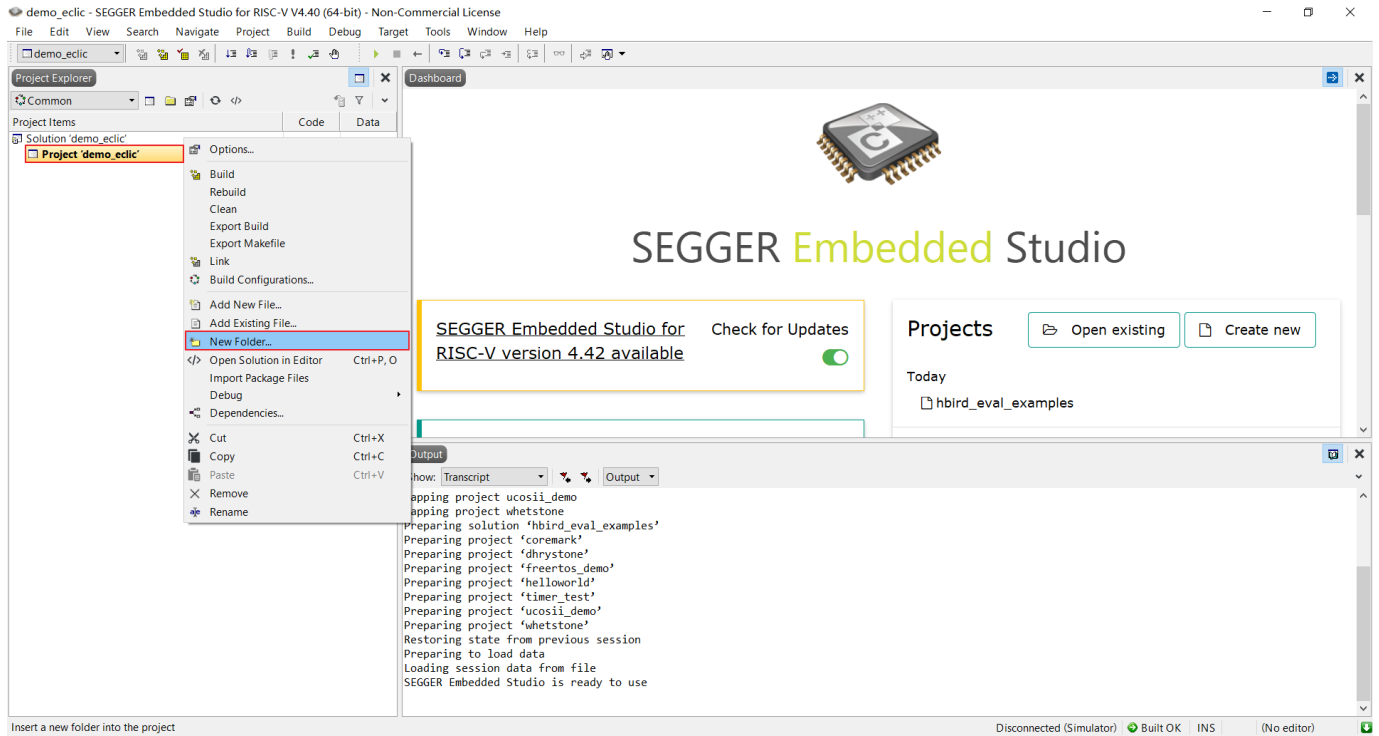 demo_eclic - SEGGER Embedded Studio for RISC-V V4.40 (64-bit) - Non-Commercial License
File Edit View Search Navigate Project Build Debug Target Tools Window Help
demo_eclic
Project Explorer
Dashboard
Common
Project Items Code Data
Solution 'demo_eclic'
Project 'demo_eclic'
Options...
Build
Rebuild
Clean
Export Build
Export Makefile
Link
Build Configurations...
Add New File...
Add Existing File...
New Folder...
Open Solution in Editor Ctrl+P, O
Import Package Files
Debug
Dependencies...
Cut Ctrl+X
Copy Ctrl+C
Paste Ctrl+V
Remove
Rename
C
++
SEGGER Embedded Studio
SEGGER Embedded Studio for
RISC-V version 4.42 available
Check for Updates
Projects Open existing Create new
Today
hbird_eval_examples
Output
Show: Transcript Output
apping project ucosii_demo
apping project whetstone
Preparing solution ‘hbird_eval_examples’
Preparing project ‘coremark’
Preparing project ‘dhrystone’
Preparing project ‘freertos_demo’
Preparing project ‘helloworld’
Preparing project ‘timer_test’
Preparing project ‘ucosii_demo’
Preparing project ‘whetstone’
Restoring state from previous session
Preparing to load data
Loading session data from file
SEGGER Embedded Studio is ready to use
Insert a new folder into the project
Disconnected (Simulator) Built OK INS (No editor)